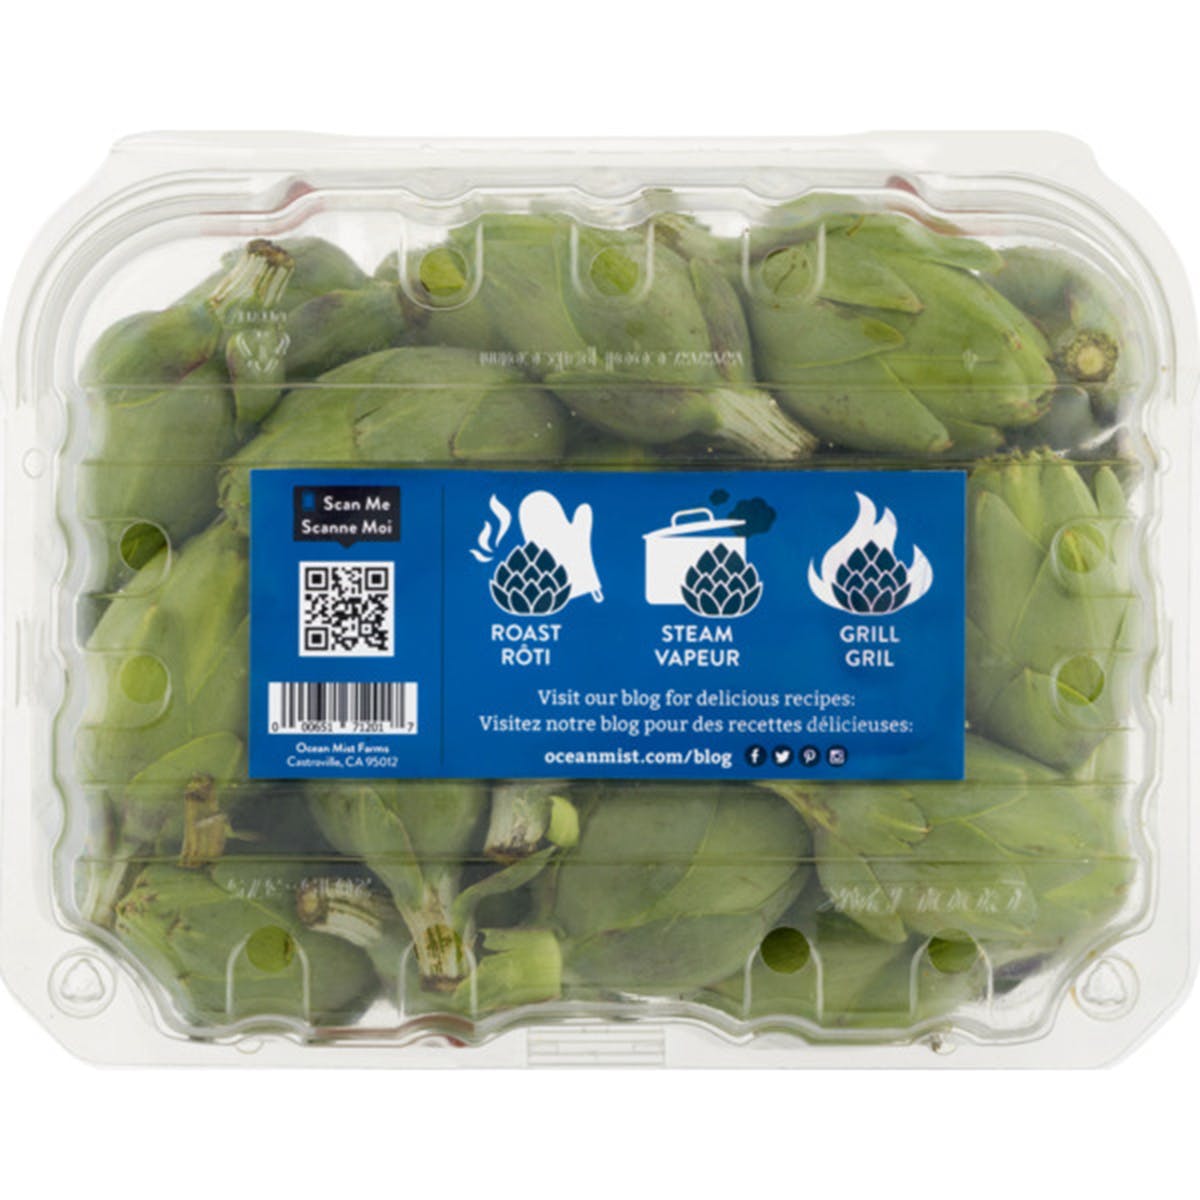 Scan Me
Scanne Moi
ROAST
RÔTI
STEAM
VAPEUR
GRILL
GRIL
Visit our blog for delicious recipes:
Visitez notre blog pour des recettes délicieuses:
oceanmist.com/blog
0 00651 71201 7
Ocean Mist Farms
Castroville, CA 95012